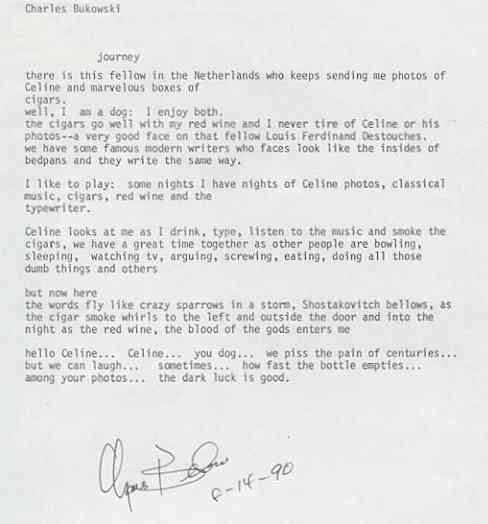 Charles Bukowski
journey
there is this fellow in the Netherlands who keeps sending me photos of
Celine and marvelous boxes of
cigars.
well, I am a dog: I enjoy both.
the cigars go well with my red wine and I never tire of Celine or his
photos--a very good face on that fellow Louis Ferdinand Destouches.
we have some famous modern writers who faces look like the insides of
bedpans and they write the same way.
I like to play: some nights I have nights of Celine photos, classical
music, cigars, red wine and the
typewriter.
Celine looks at me as I drink, type, listen to the music and smoke the
cigars, we have a great time together as other people are bowling,
sleeping, watching tv, arguing, screwing, eating, doing all those
dumb things and others
but now here
the words fly like crazy sparrows in a storm, Shostakovitch bellows, as
the cigar smoke whirls to the left and outside the door and into the
night as the red wine, the blood of the gods enters me
hello Celine... Celine... you dog... we piss the pain of centuries...
but we can laugh... sometimes... how fast the bottle empties...
among your photos... the dark luck is good.
8-14-90